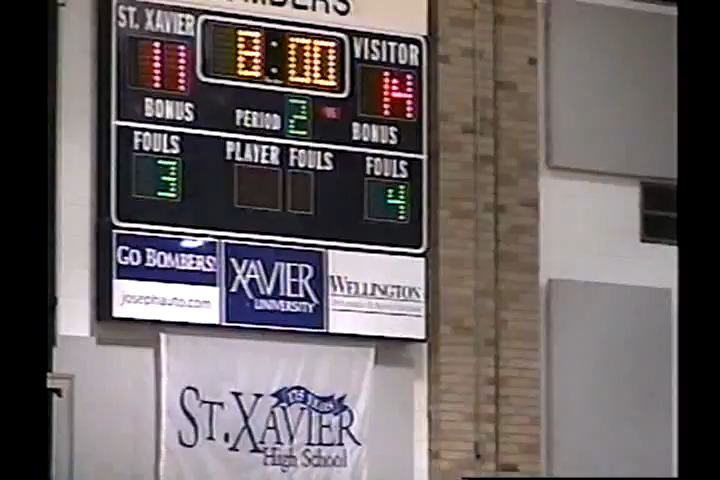 BOMBERS
ST. XAVIER 8:00 VISITOR
11 14
BONUS PERIOD 2 BONUS
FOULS PLAYER FOULS FOULS
3 4
GO BOMBERS!
josephauto.com
XAVIER
UNIVERSITY
WELLINGTON
ST. XAVIER
High School